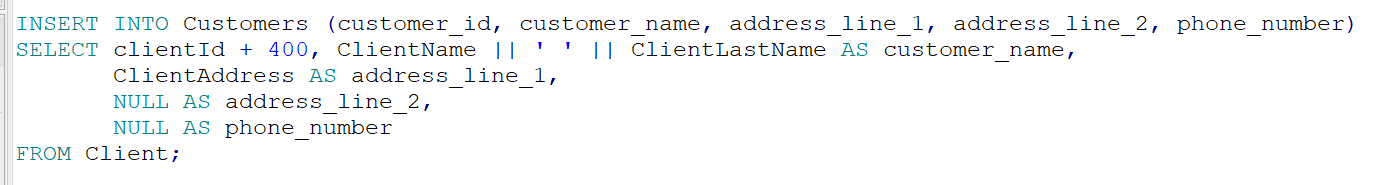 INSERT INTO Customers (customer_id, customer_name, address_line_1, address_line_2, phone_number)
SELECT clientId + 400, ClientName || ' ' || ClientLastName AS customer_name,
       ClientAddress AS address_line_1,
       NULL AS address_line_2,
       NULL AS phone_number
FROM Client;